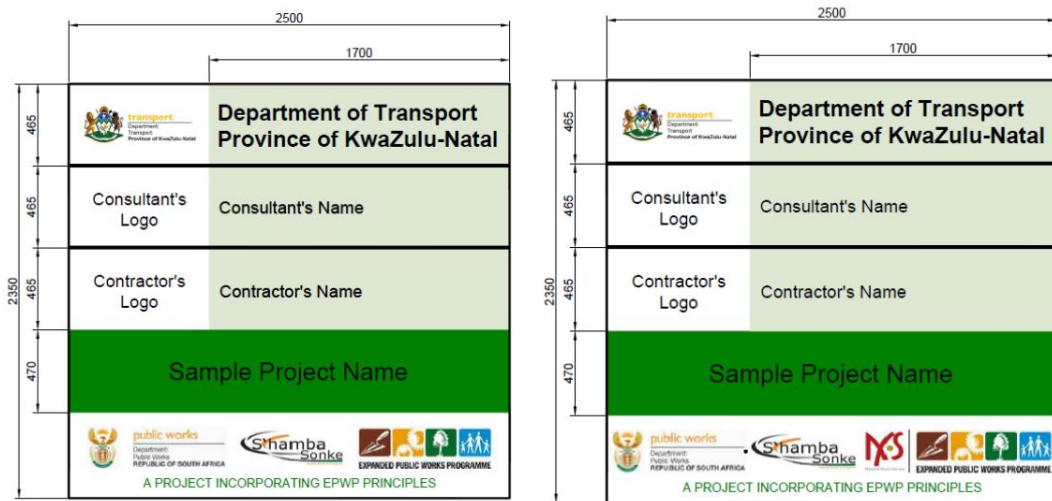 2500
1700
465
transport
Department:
Transport
Province of KwaZulu-Natal
Department of Transport
Province of KwaZulu-Natal
465
Consultant's
Logo
Consultant's Name
2350
465
Contractor's
Logo
Contractor's Name
470
Sample Project Name
public works
Department:
Public Works
REPUBLIC OF SOUTH AFRICA
S'hamba
Sonke
EXPANDED PUBLIC WORKS PROGRAMME
A PROJECT INCORPORATING EPWP PRINCIPLES
2500
1700
465
transport
Department:
Transport
Province of KwaZulu-Natal
Department of Transport
Province of KwaZulu-Natal
465
Consultant's
Logo
Consultant's Name
2350
465
Contractor's
Logo
Contractor's Name
470
Sample Project Name
public works
Department:
Public Works
REPUBLIC OF SOUTH AFRICA
S'hamba
Sonke
NYS
EXPANDED PUBLIC WORKS PROGRAMME
A PROJECT INCORPORATING EPWP PRINCIPLES